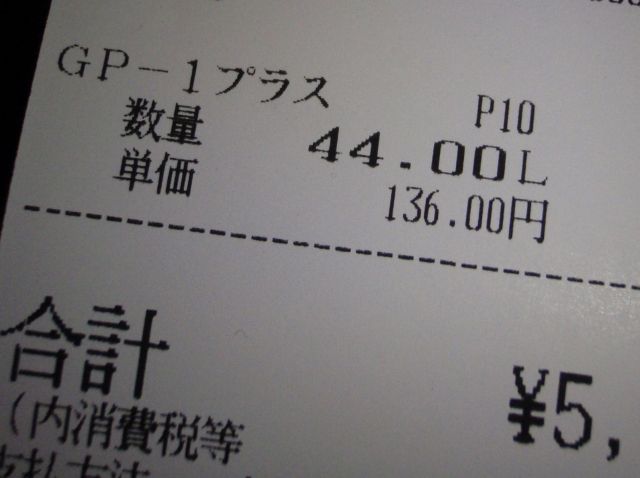 GP-1プラス
P10
数量 44.00L
単価 136.00円
合計 ¥5,
(内消費税等